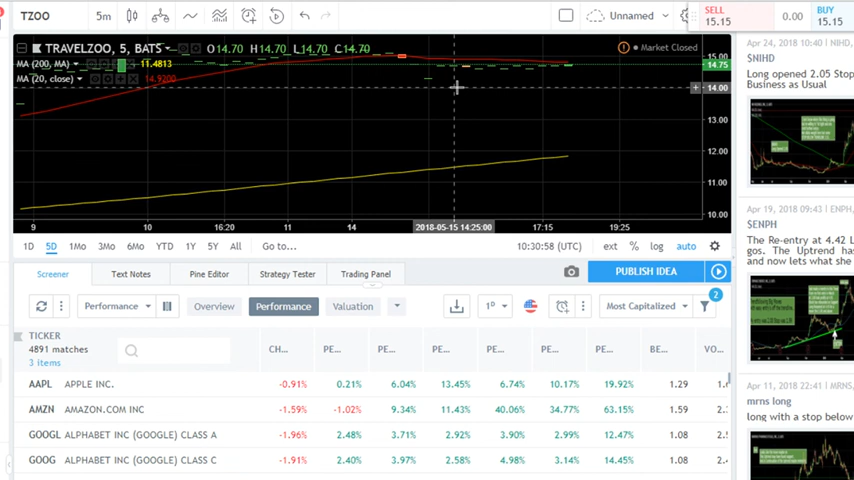 TZOO
5m
Unnamed
SELL
15.15
0.00
BUY
15.15
TRAVELZOO, 5, BATS
O14.70 H14.70 L14.70 C14.70
Market Closed
MA (200, MA)
11.4813
MA (20, close)
14.9200
15.00
14.75
14.00
13.00
12.00
11.00
10.00
9
10
16:20
11
14
2018-05-15 14:25:00
17:15
19:25
1D
5D
1Mo
3Mo
6Mo
YTD
1Y
5Y
All
Go to...
10:30:58 (UTC)
ext
%
log
auto
Screener
Text Notes
Pine Editor
Strategy Tester
Trading Panel
PUBLISH IDEA
Performance
Overview
Performance
Valuation
1D
Most Capitalized
2
TICKER
4891 matches
3 items
CH...
PE...
PE...
PE...
PE...
PE...
PE...
BE...
VO...
AAPL APPLE INC. -0.91% 0.21% 6.04% 13.45% 6.74% 10.17% 19.92% 1.29
AMZN AMAZON.COM INC -1.59% -1.02% 9.34% 11.43% 40.06% 34.77% 63.15% 1.59
GOOGL ALPHABET INC (GOOGLE) CLASS A -1.96% 2.48% 3.71% 2.92% 3.90% 2.99% 12.47% 1.08
GOOG ALPHABET INC (GOOGLE) CLASS C -1.91% 2.40% 3.97% 2.58% 4.98% 3.14% 14.45% 1.08
Apr 24, 2018 10:40 | NIHD,
$NIHD
Long opened 2.05 Stop
Business as Usual
Apr 19, 2018 09:43 | ENPH,
$ENPH
The Re-entry at 4.42 L
gos. The Uptrend has
and now lets what she
Apr 11, 2018 22:41 | MRNS,
mrns long
long with a stop below